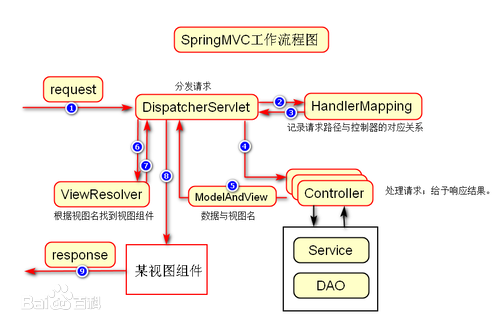 SpringMVC工作流程图
request
1
分发请求
DispatcherServlet
2
3
HandlerMapping
记录请求路径与控制器的对应关系
6
7
8
4
ViewResolver
根据视图名找到视图组件
5
ModelAndView
数据与视图名
Controller
处理请求：给予响应结果。
response
9
某视图组件
Service
DAO
Bai百科